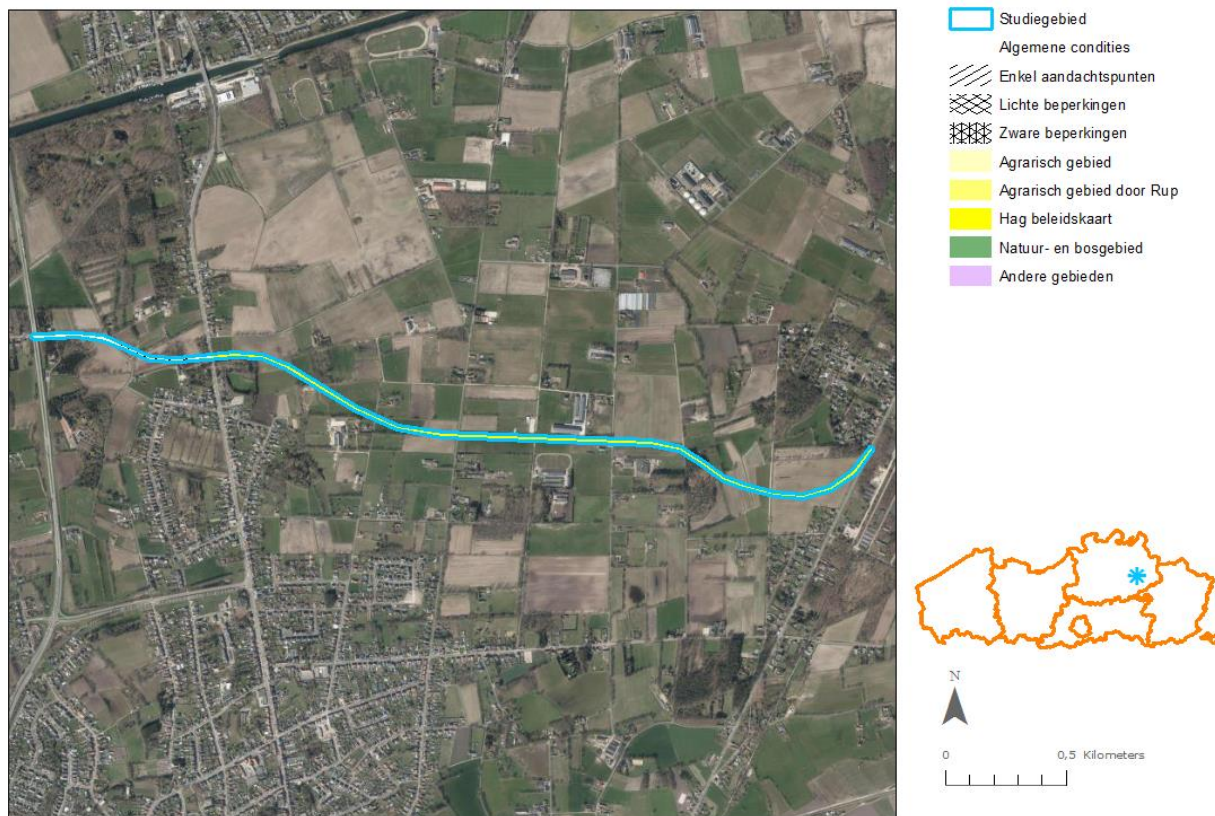 Studiegebied
Algemene condities
Enkel aandachtspunten
Lichte beperkingen
Zware beperkingen
Agrarisch gebied
Agrarisch gebied door Rup
Hag beleidskaart
Natuur- en bosgebied
Andere gebieden
N
0 0,5 Kilometers